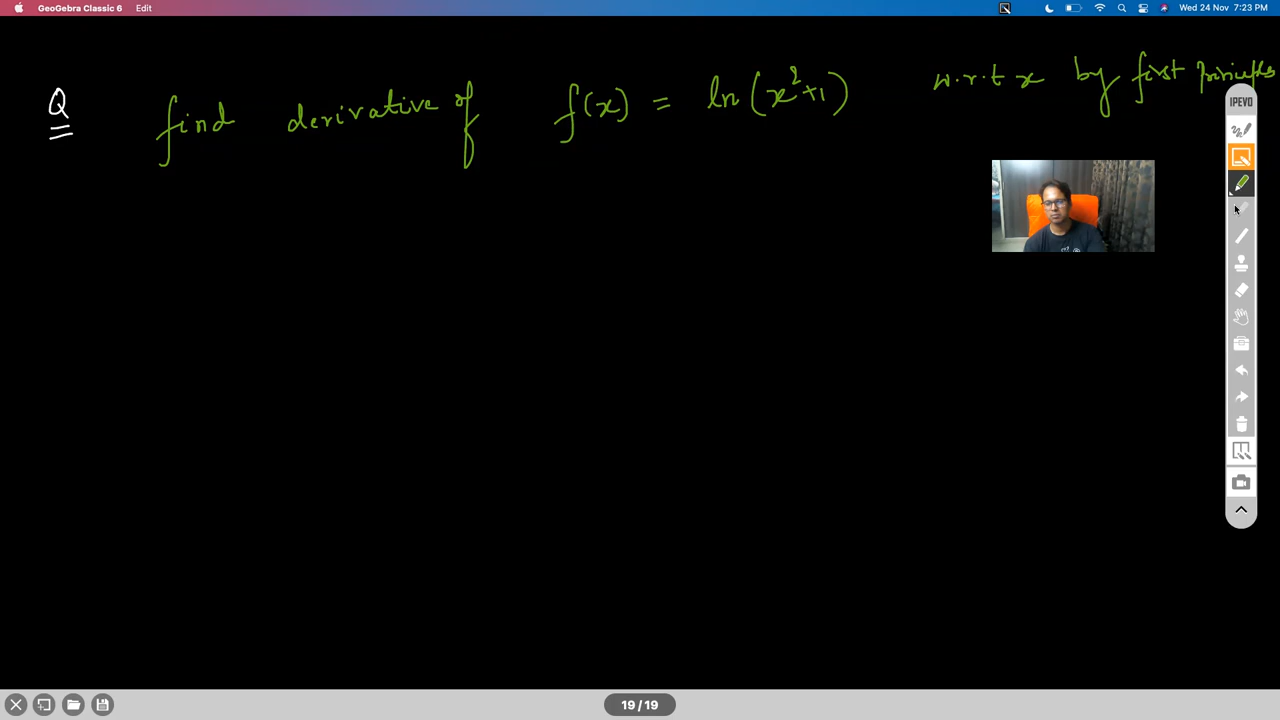 GeoGebra Classic 6 Edit Wed 24 Nov 7:23 PM
Q find derivative of f(x) = ln(x²+1) w.r.t x by first principles
IPEVO
19 / 19